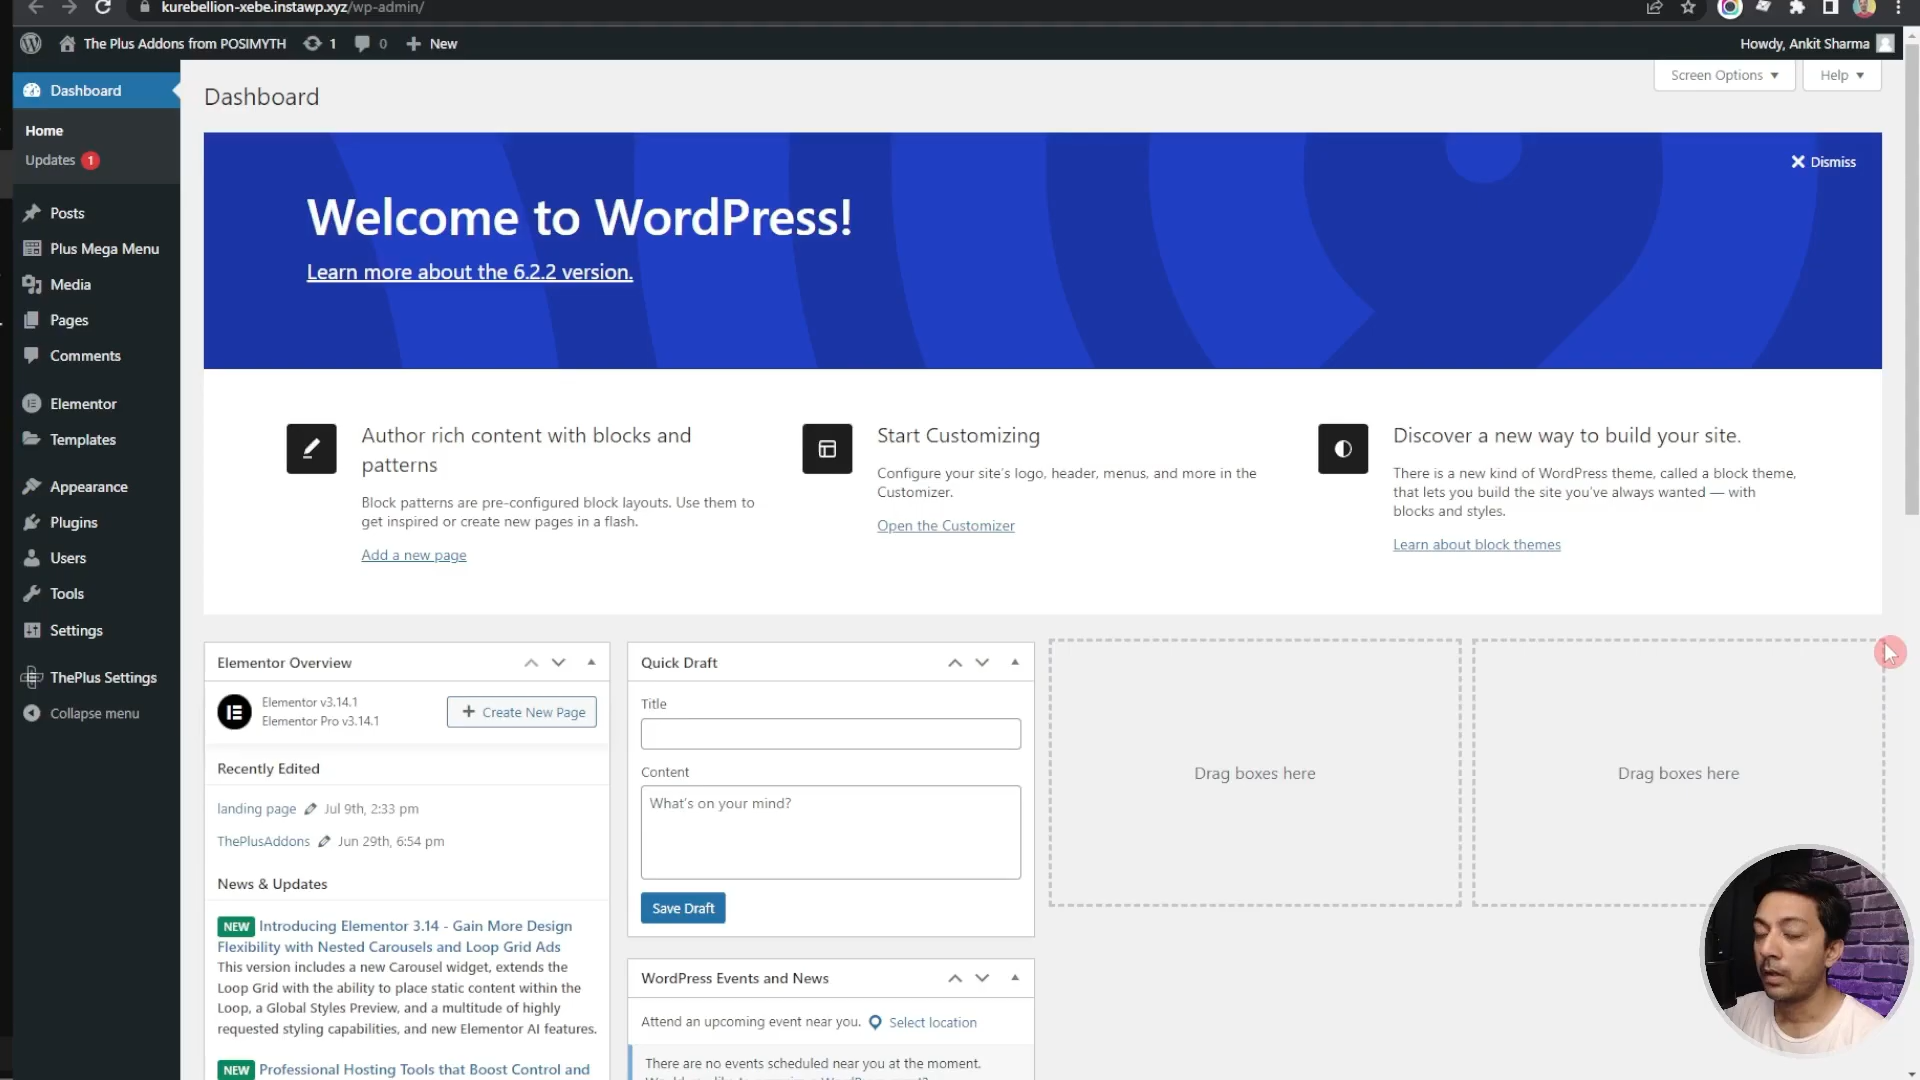 kurebellion-xebe.instawp.xyz/wp-admin/
The Plus Addons from POSIMYTH 1 0 New
Howdy, Ankit Sharma
Screen Options ▼ Help ▼
Dashboard
Home
Updates 1
Posts
Plus Mega Menu
Media
Pages
Comments
Elementor
Templates
Appearance
Plugins
Users
Tools
Settings
ThePlus Settings
Collapse menu
Dashboard
Dismiss
Welcome to WordPress!
Learn more about the 6.2.2 version.
Author rich content with blocks and
patterns
Block patterns are pre-configured block layouts. Use them to
get inspired or create new pages in a flash.
Add a new page
Start Customizing
Configure your site's logo, header, menus, and more in the
Customizer.
Open the Customizer
Discover a new way to build your site.
There is a new kind of WordPress theme, called a block theme,
that lets you build the site you've always wanted — with
blocks and styles.
Learn about block themes
Elementor Overview
Elementor v3.14.1
Elementor Pro v3.14.1
Create New Page
Recently Edited
landing page Jul 9th, 2:33 pm
ThePlusAddons Jun 29th, 6:54 pm
News & Updates
NEW Introducing Elementor 3.14 - Gain More Design
Flexibility with Nested Carousels and Loop Grid Ads
This version includes a new Carousel widget, extends the
Loop Grid with the ability to place static content within the
Loop, a Global Styles Preview, and a multitude of highly
requested styling capabilities, and new Elementor AI features.
NEW Professional Hosting Tools that Boost Control and
Quick Draft
Title
Content
What's on your mind?
Save Draft
WordPress Events and News
Attend an upcoming event near you. Select location
There are no events scheduled near you at the moment.
Drag boxes here
Drag boxes here